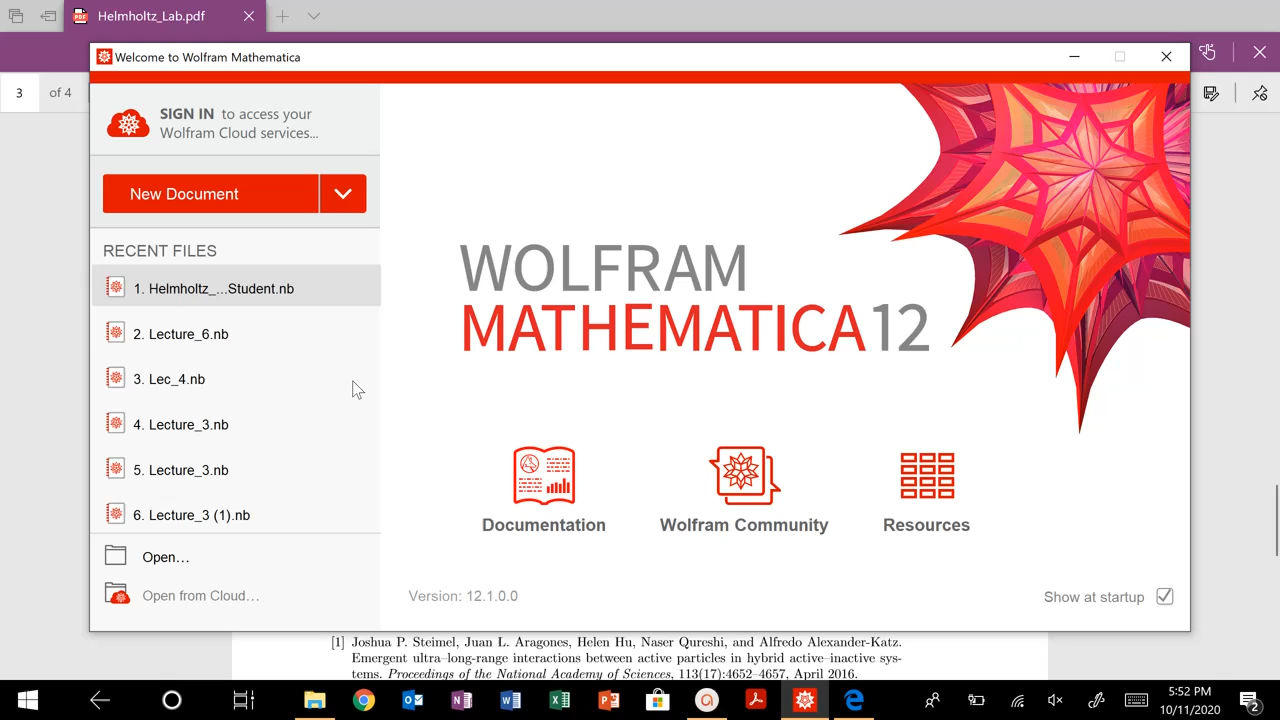 Helmholtz_Lab.pdf
Welcome to Wolfram Mathematica
3 of 4
SIGN IN to access your
Wolfram Cloud services...
New Document
RECENT FILES
1. Helmholtz_...Student.nb
2. Lecture_6.nb
3. Lec_4.nb
4. Lecture_3.nb
5. Lecture_3.nb
6. Lecture_3 (1).nb
Open...
Open from Cloud...
WOLFRAM
MATHEMATICA 12
Documentation
Wolfram Community
Resources
Version: 12.1.0.0
Show at startup
[1] Joshua P. Steimel, Juan L. Aragones, Helen Hu, Naser Qureshi, and Alfredo Alexander-Katz.
Emergent ultra–long-range interactions between active particles in hybrid active–inactive sys-
tems. Proceedings of the National Academy of Sciences, 113(17):4652–4657, April 2016.
5:52 PM
10/11/2020
2